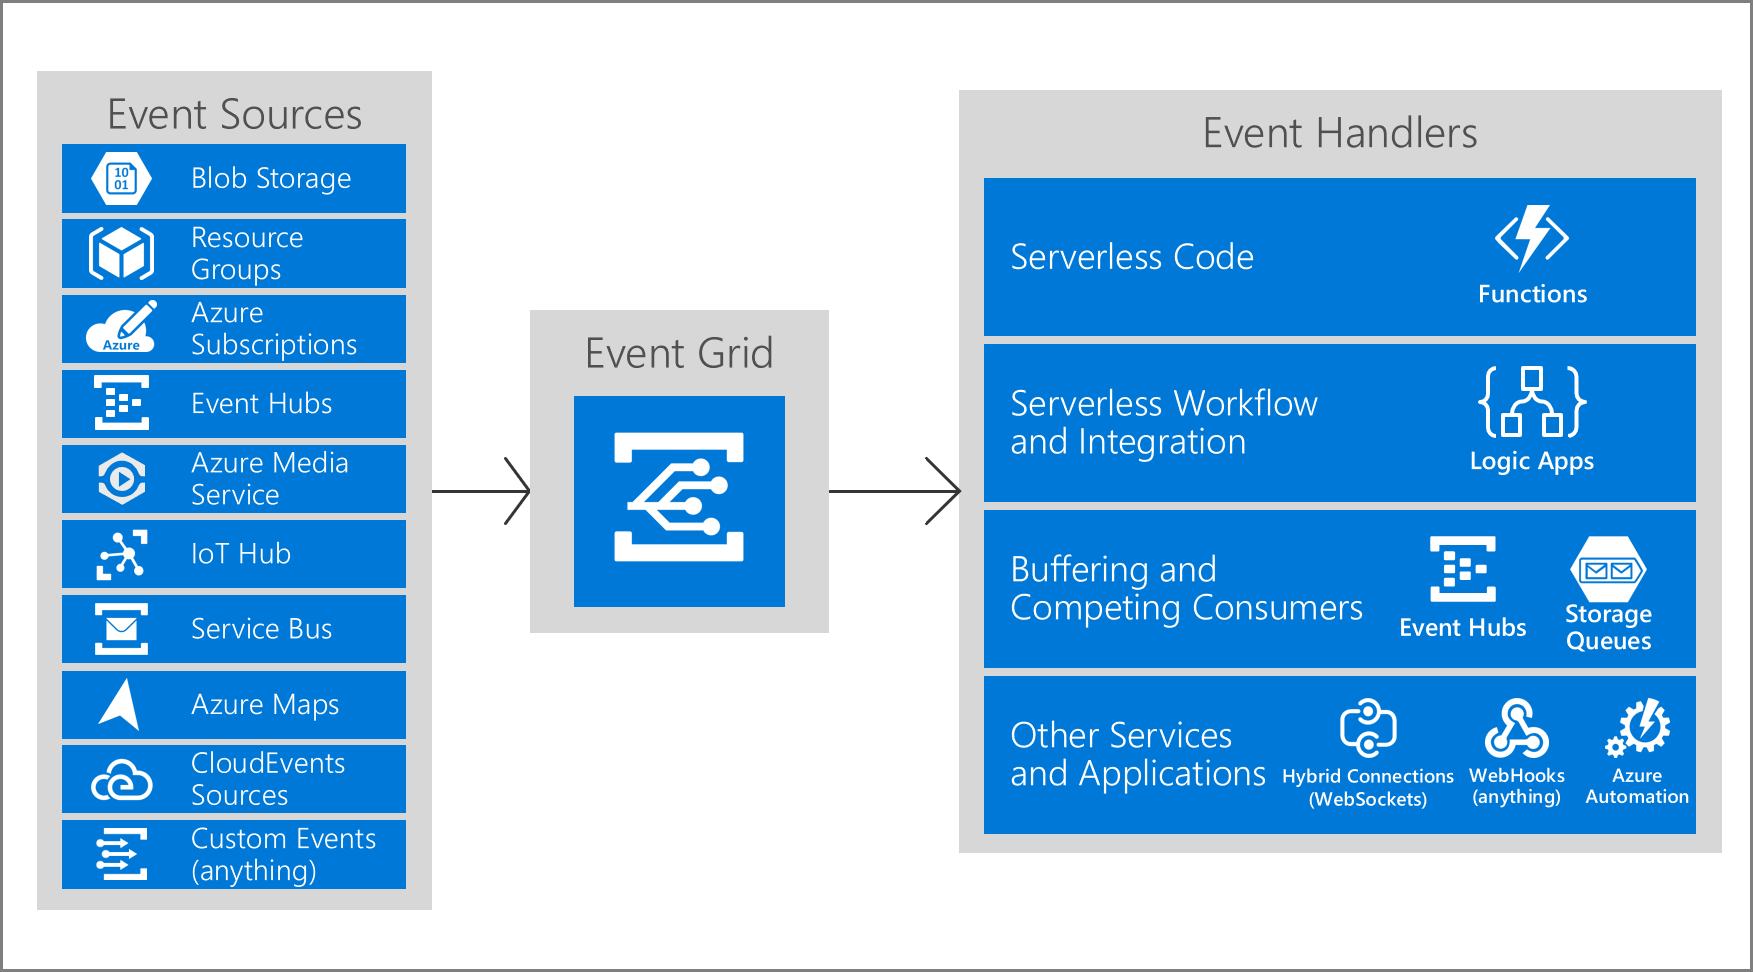 Event Sources
10
01
Blob Storage
Resource
Groups
Azure
Azure
Subscriptions
Event Hubs
Azure Media
Service
IoT Hub
Service Bus
Azure Maps
CloudEvents
Sources
Custom Events
(anything)
Event Grid
Event Handlers
Serverless Code
Functions
Serverless Workflow
and Integration
Logic Apps
Buffering and
Competing Consumers
Event Hubs
Storage
Queues
Other Services
and Applications
Hybrid Connections
(WebSockets)
WebHooks
(anything)
Azure
Automation